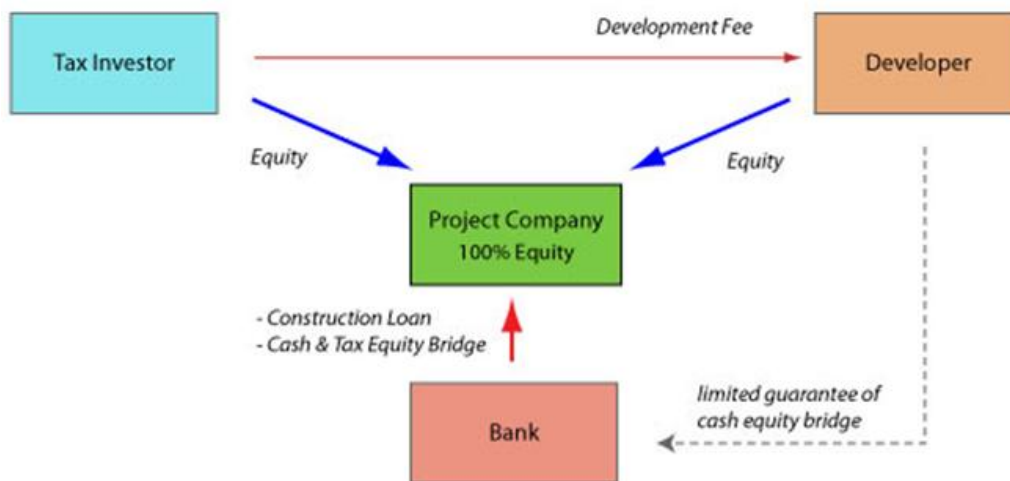 Development Fee
Tax Investor
Developer
Equity
Equity
Project Company
100% Equity
- Construction Loan
- Cash & Tax Equity Bridge
limited guarantee of
cash equity bridge
Bank